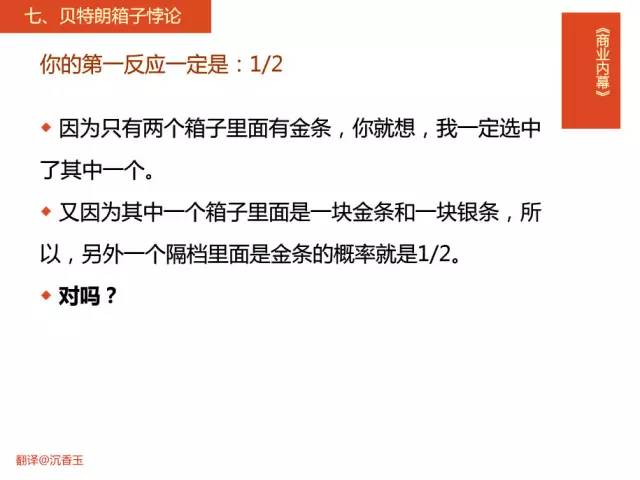 七、贝特朗箱子悖论
《商业内幕》
你的第一反应一定是：1/2
因为只有两个箱子里面有金条，你就想，我一定选中
了其中一个。
又因为其中一个箱子里面是一块金条和一块银条，所
以，另外一个隔档里面是金条的概率就是1/2。
对吗？
翻译@沉香玉